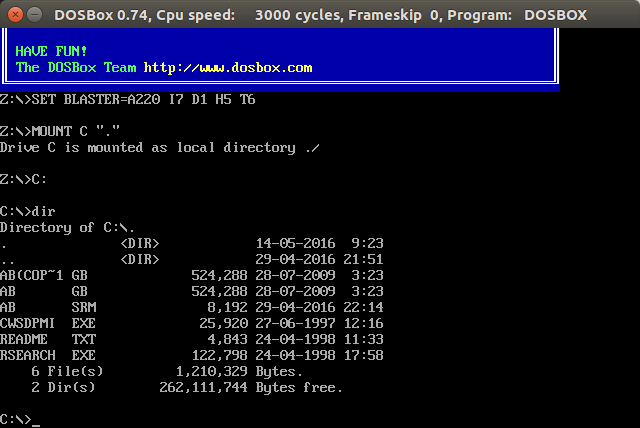 DOSBox 0.74, Cpu speed:    3000 cycles, Frameskip  0, Program:   DOSBOX
HAVE FUN!
The DOSBox Team http://www.dosbox.com
Z:\>SET BLASTER=A220 I7 D1 H5 T6
Z:\>MOUNT C "."
Drive C is mounted as local directory ./
Z:\>C:
C:\>dir
Directory of C:\.
.              <DIR>            14-05-2016  9:23
..             <DIR>            29-04-2016 21:51
AB(COP~1 GB             524,288 28-07-2009  3:23
AB       GB             524,288 28-07-2009  3:23
AB       SRM              8,192 29-04-2016 22:14
CWSDPMI  EXE             25,920 27-06-1997 12:16
README   TXT              4,843 24-04-1998 11:33
RSEARCH  EXE            122,798 24-04-1998 17:58
    6 File(s)         1,210,329 Bytes.
    2 Dir(s)        262,111,744 Bytes free.
C:\>_